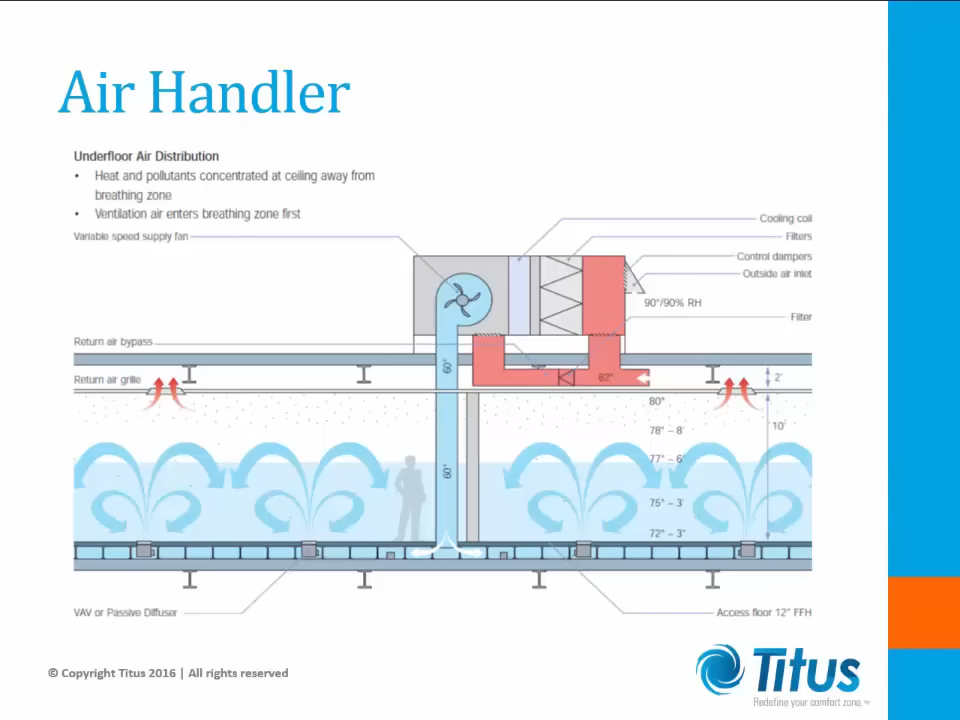 Air Handler
Underfloor Air Distribution
• Heat and pollutants concentrated at ceiling away from
breathing zone
• Ventilation air enters breathing zone first
Variable speed supply fan
Cooling coil
Filters
Control dampers
Outside air inlet
90°/90% RH
Filter
Return air bypass
60°
82°
2'
Return air grille
80°
10'
78° – 8'
77° – 6'
60°
75° – 3'
72° – 3"
VAV or Passive Diffuser
Access floor 12" FFH
© Copyright Titus 2016 | All rights reserved
Titus
Redefine your comfort zone.™